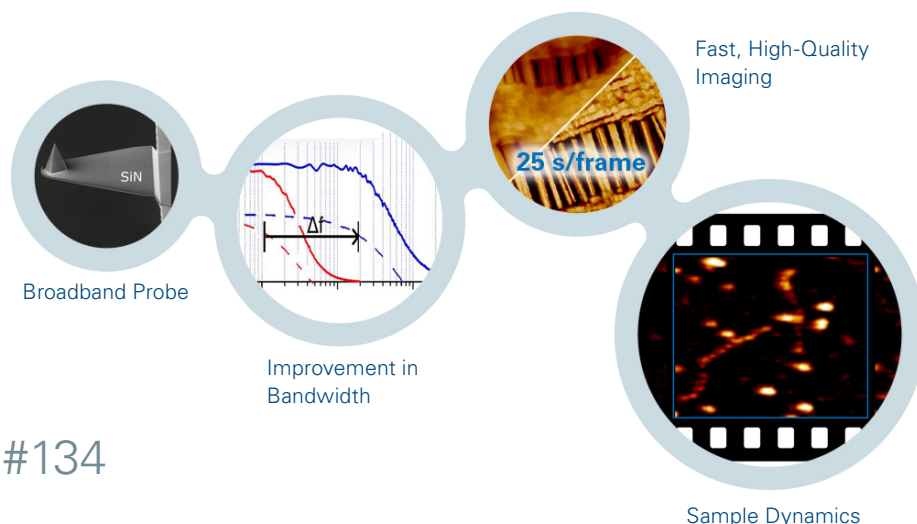 Fast, High-Quality
Imaging
25 s/frame
SiN
Δf
Broadband Probe
Improvement in
Bandwidth
#134
Sample Dynamics